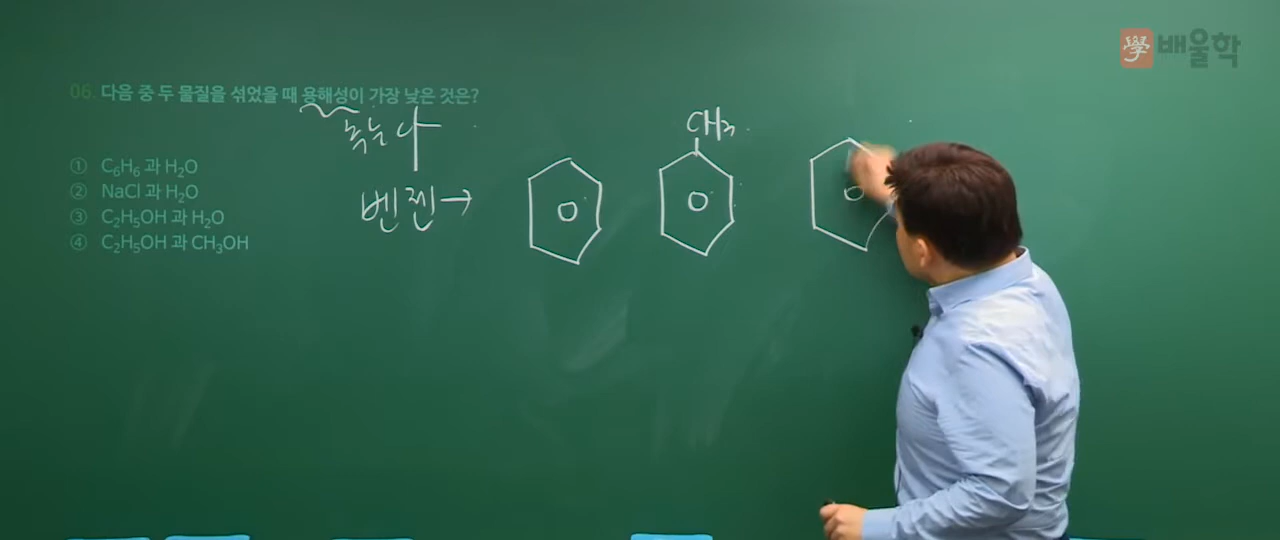 學 배울학
06. 다음 중 두 물질을 섞었을 때 용해성이 가장 낮은 것은?
녹는다
① C₆H₆ 과 H₂O
② NaCl 과 H₂O
③ C₂H₅OH 과 H₂O
④ C₂H₅OH 과 CH₃OH
벤젠→
CH₃